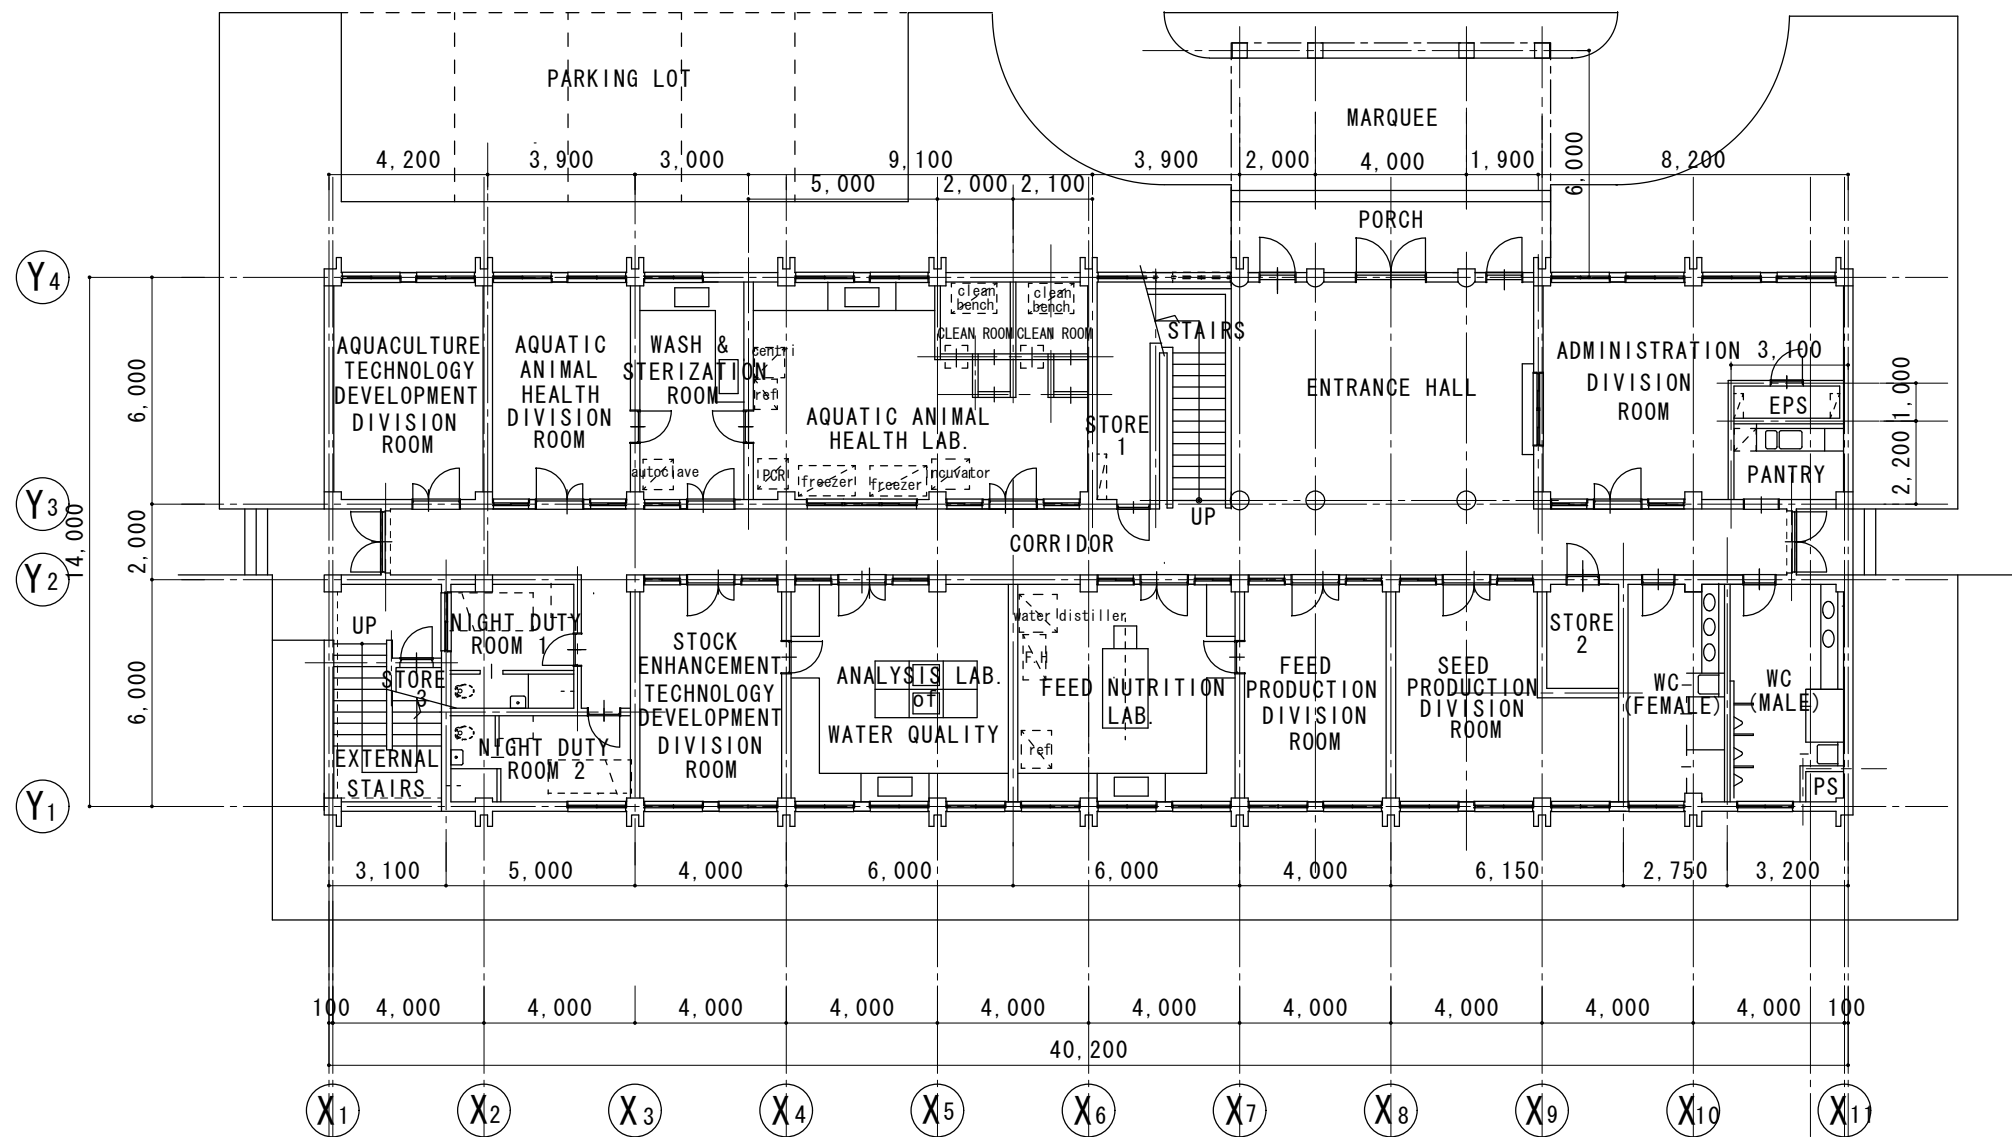 PARKING LOT
MARQUEE
4,200
3,900
3,000
9,100
3,900
2,000
4,000
1,900
8,200
6,000
5,000
2,000
2,100
PORCH
Y4
clean
bench
clean
bench
CLEAN ROOM
CLEAN ROOM
STAIRS
AQUACULTURE
TECHNOLOGY
DEVELOPMENT
DIVISION
ROOM
AQUATIC
ANIMAL
HEALTH
DIVISION
ROOM
WASH &
STERIZATION
ROOM
centri
refl
autoclave
AQUATIC ANIMAL
HEALTH LAB.
PCR
freezer
freezer
ncuvator
STORE
1
UP
ENTRANCE HALL
ADMINISTRATION
DIVISION
ROOM
3,100
EPS
PANTRY
1,000
2,200
6,000
Y3
14,000
2,000
CORRIDOR
Y2
UP
NIGHT DUTY
ROOM 1
STORE
3
EXTERNAL
STAIRS
NIGHT DUTY
ROOM 2
STOCK
ENHANCEMENT
TECHNOLOGY
DEVELOPMENT
DIVISION
ROOM
ANALYSIS LAB.
of
WATER QUALITY
water distiller
F.H
FEED NUTRITION
LAB.
refl
FEED
PRODUCTION
DIVISION
ROOM
SEED
PRODUCTION
DIVISION
ROOM
STORE
2
WC
(FEMALE)
WC
(MALE)
PS
6,000
Y1
3,100
5,000
4,000
6,000
6,000
4,000
6,150
2,750
3,200
100
4,000
4,000
4,000
4,000
4,000
4,000
4,000
4,000
4,000
4,000
100
40,200
X1
X2
X3
X4
X5
X6
X7
X8
X9
X10
X11